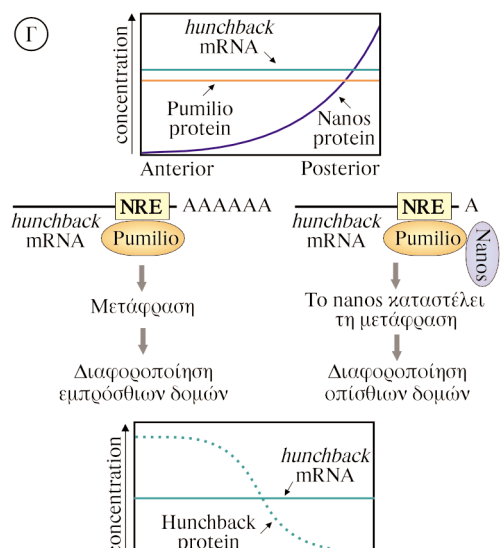 Γ
concentration
hunchback
mRNA
Pumilio
protein
Nanos
protein
Anterior
Posterior
NRE
AAAAAA
hunchback
mRNA
Pumilio
Μετάφραση
Διαφοροποίηση
εμπρόσθιων δομών
NRE
A
hunchback
mRNA
Pumilio
Nanos
Το nanos καταστέλει
τη μετάφραση
Διαφοροποίηση
οπίσθιων δομών
concentration
hunchback
mRNA
Hunchback
protein